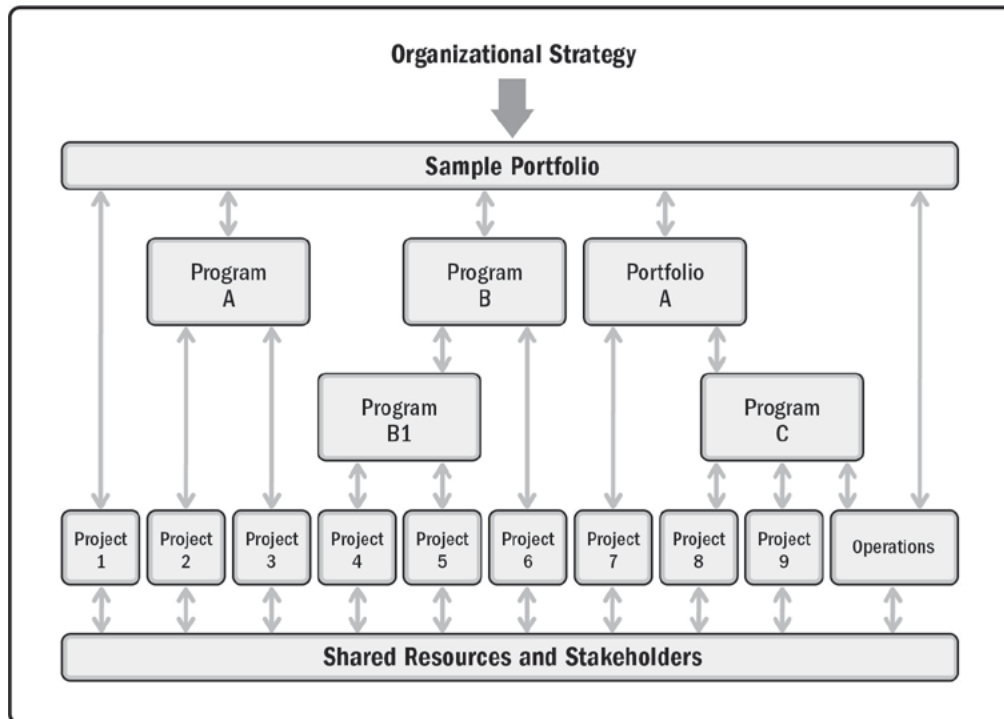 Organizational Strategy
Sample Portfolio
Program
A
Program
B
Portfolio
A
Program
B1
Program
C
Project
1
Project
2
Project
3
Project
4
Project
5
Project
6
Project
7
Project
8
Project
9
Operations
Shared Resources and Stakeholders